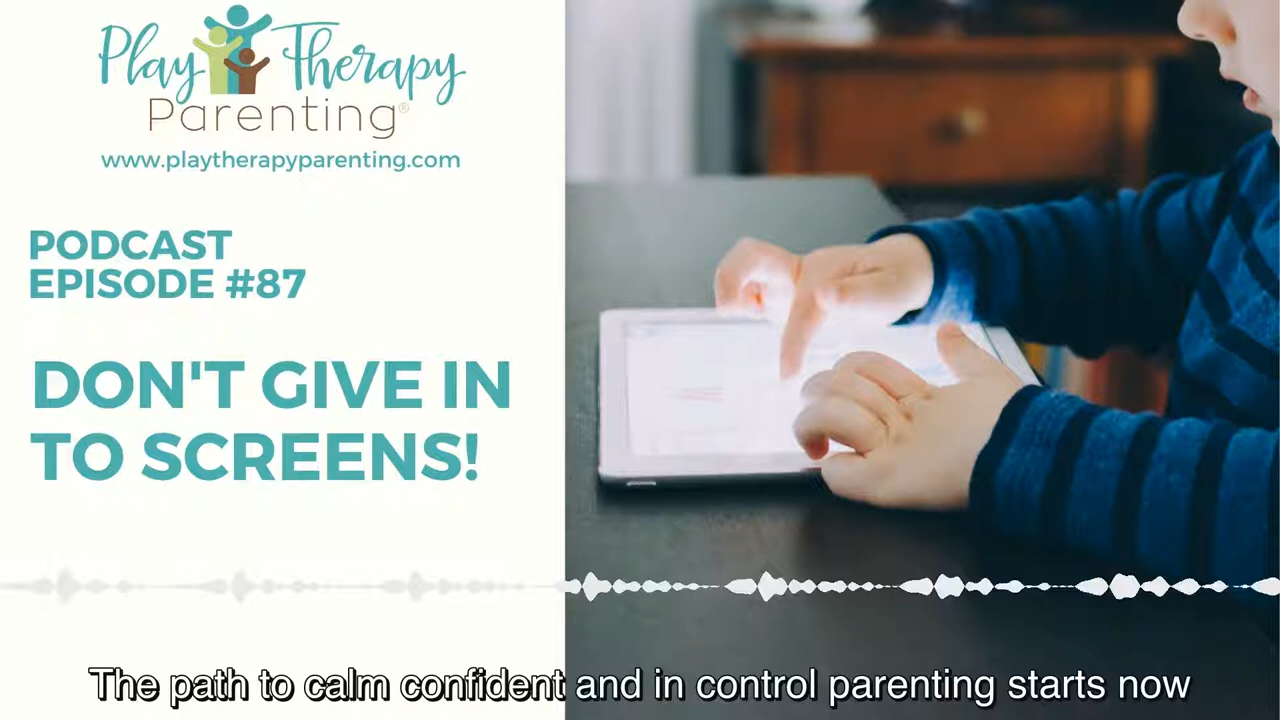 Play Therapy
Parenting®
www.playtherapyparenting.com
PODCAST
EPISODE #87
DON'T GIVE IN
TO SCREENS!
The path to calm confident and in control parenting starts now